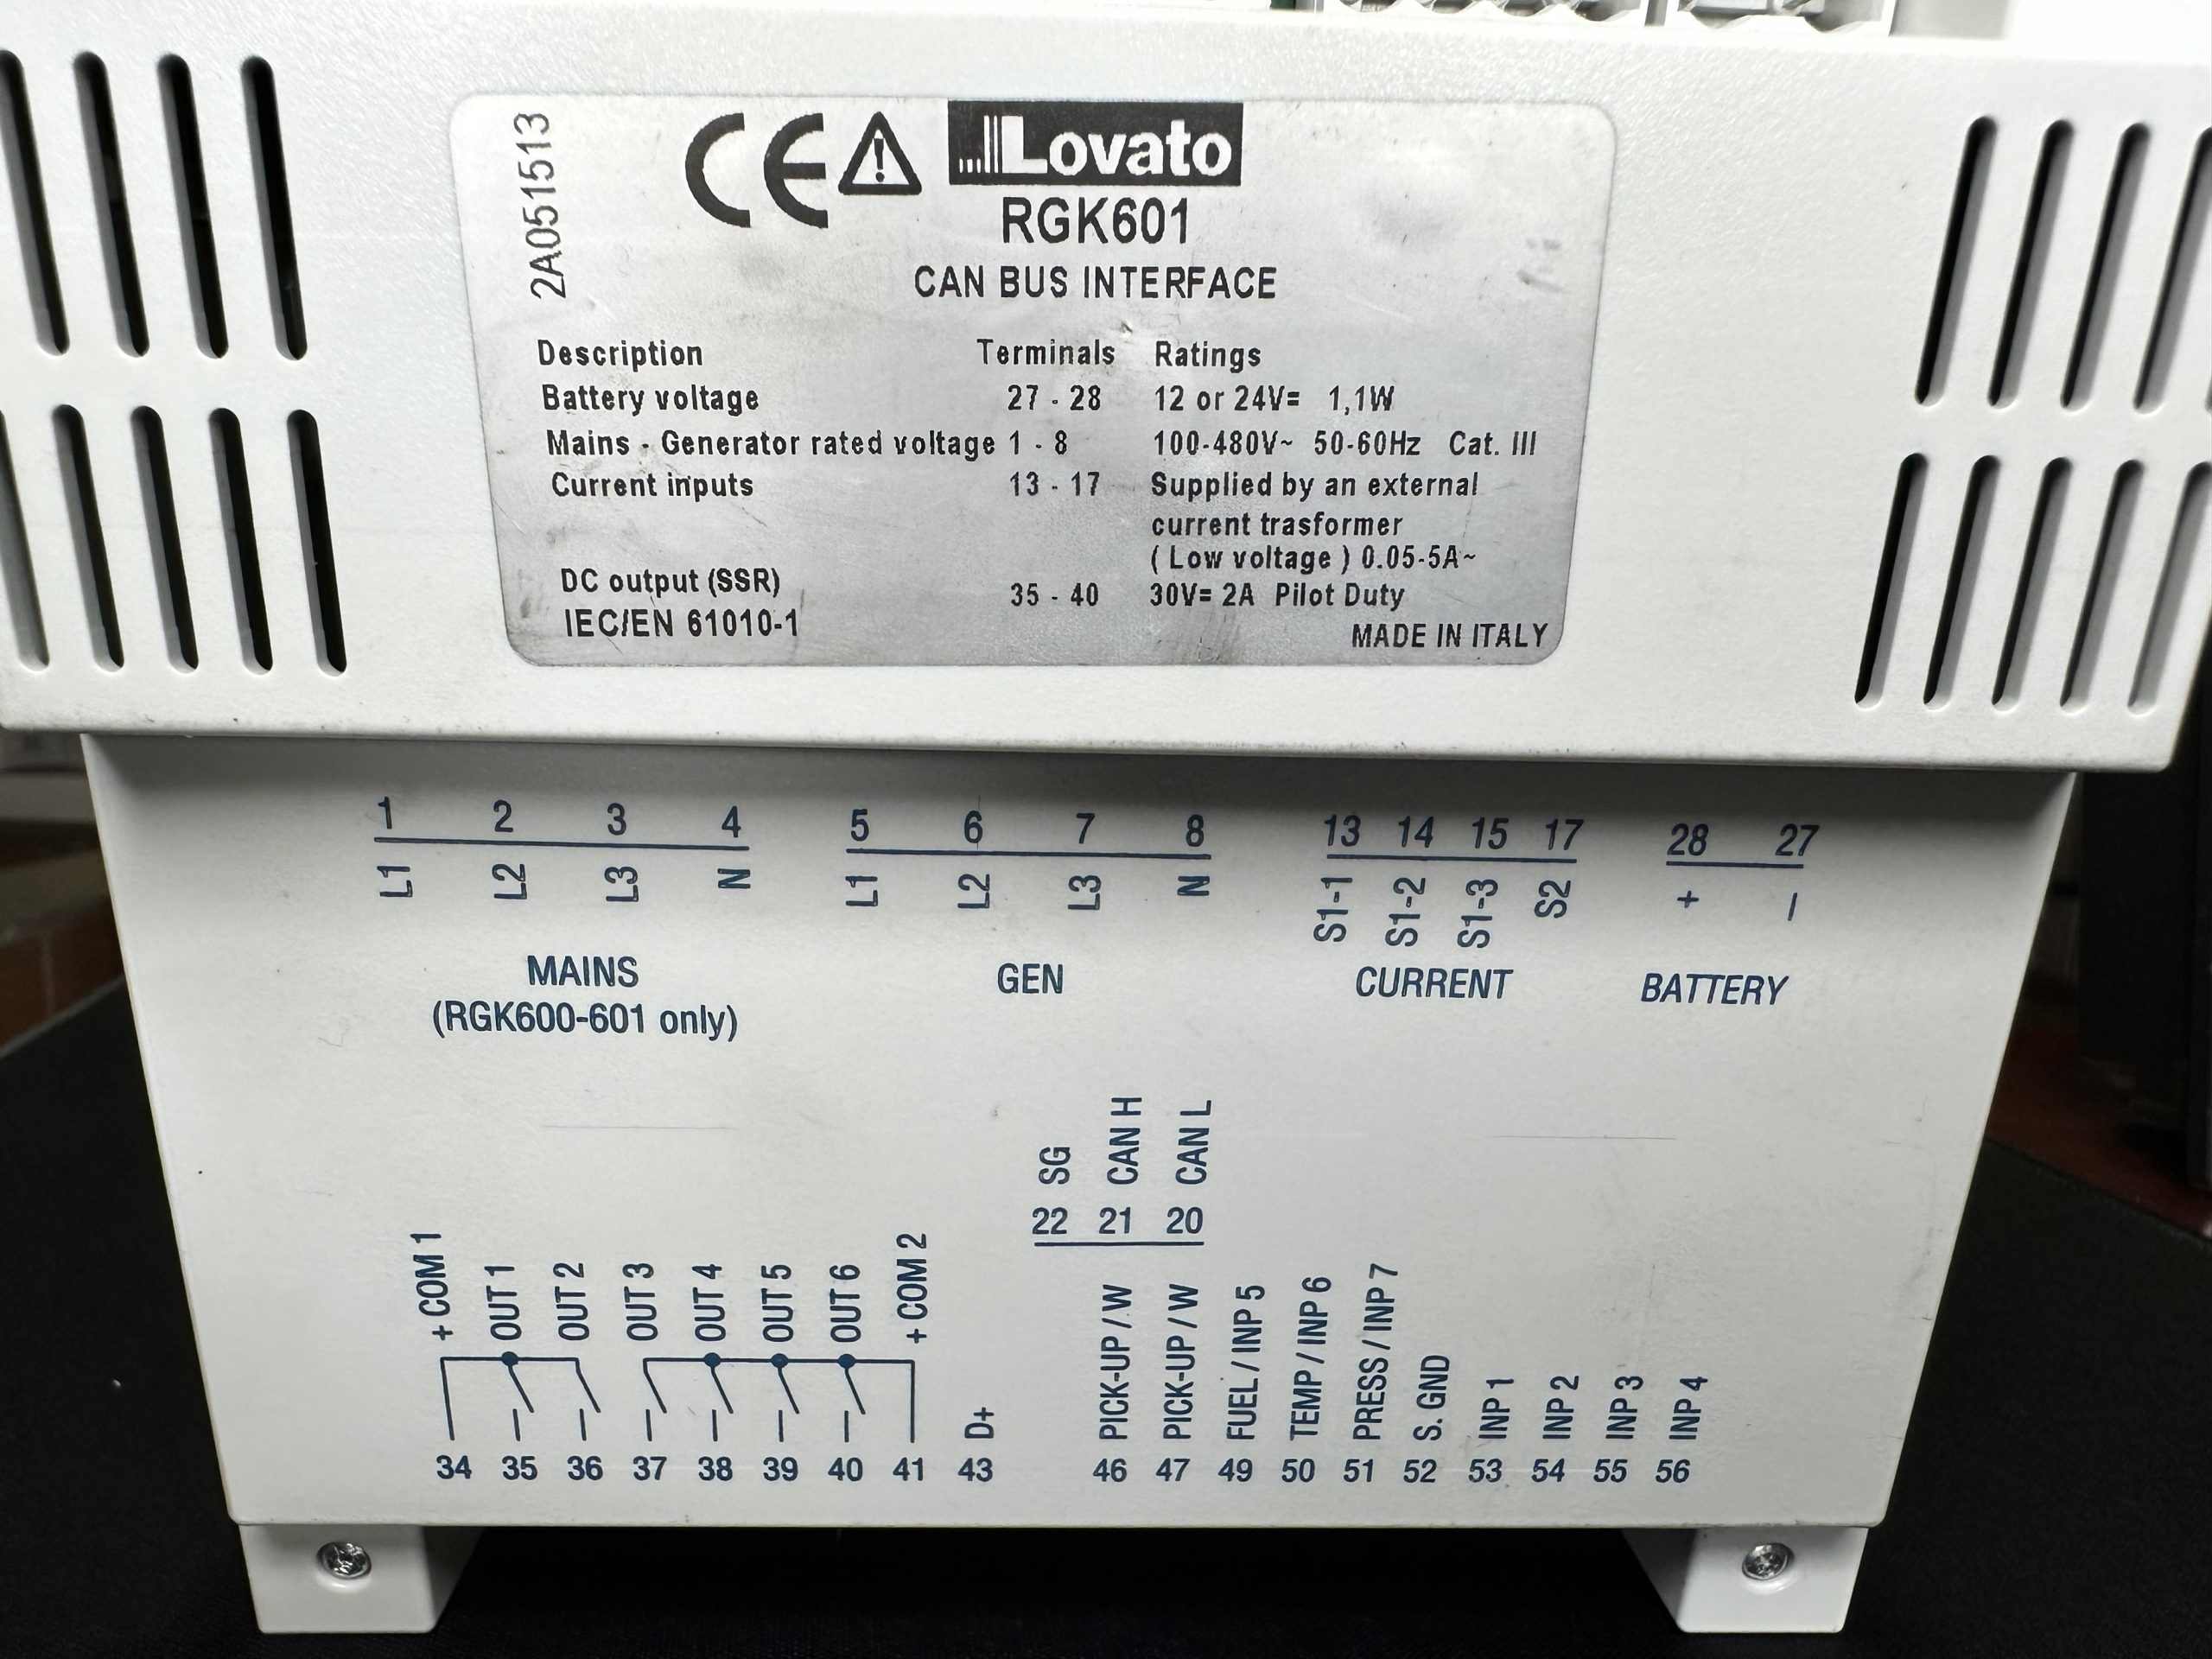 2A051513
CE Lovato
RGK601
CAN BUS INTERFACE
Description Terminals Ratings
Battery voltage 27 - 28 12 or 24V= 1,1W
Mains - Generator rated voltage 1 - 8 100-480V~ 50-60Hz Cat. III
Current inputs 13 - 17 Supplied by an external
current trasformer
( Low voltage ) 0.05-5A~
DC output (SSR) 35 - 40 30V= 2A Pilot Duty
IEC/EN 61010-1
MADE IN ITALY
1 2 3 4 5 6 7 8 13 14 15 17 28 27
L1 L2 L3 N L1 L2 L3 N S1-1 S1-2 S1-3 S2 + −
MAINS GEN CURRENT BATTERY
(RGK600-601 only)
SG CAN H CAN L
22 21 20
+ COM 1 OUT 1 OUT 2 OUT 3 OUT 4 OUT 5 OUT 6 + COM 2 D+ PICK-UP / W PICK-UP / W FUEL / INP 5 TEMP / INP 6 PRESS / INP 7 S. GND INP 1 INP 2 INP 3 INP 4
34 35 36 37 38 39 40 41 43 46 47 49 50 51 52 53 54 55 56